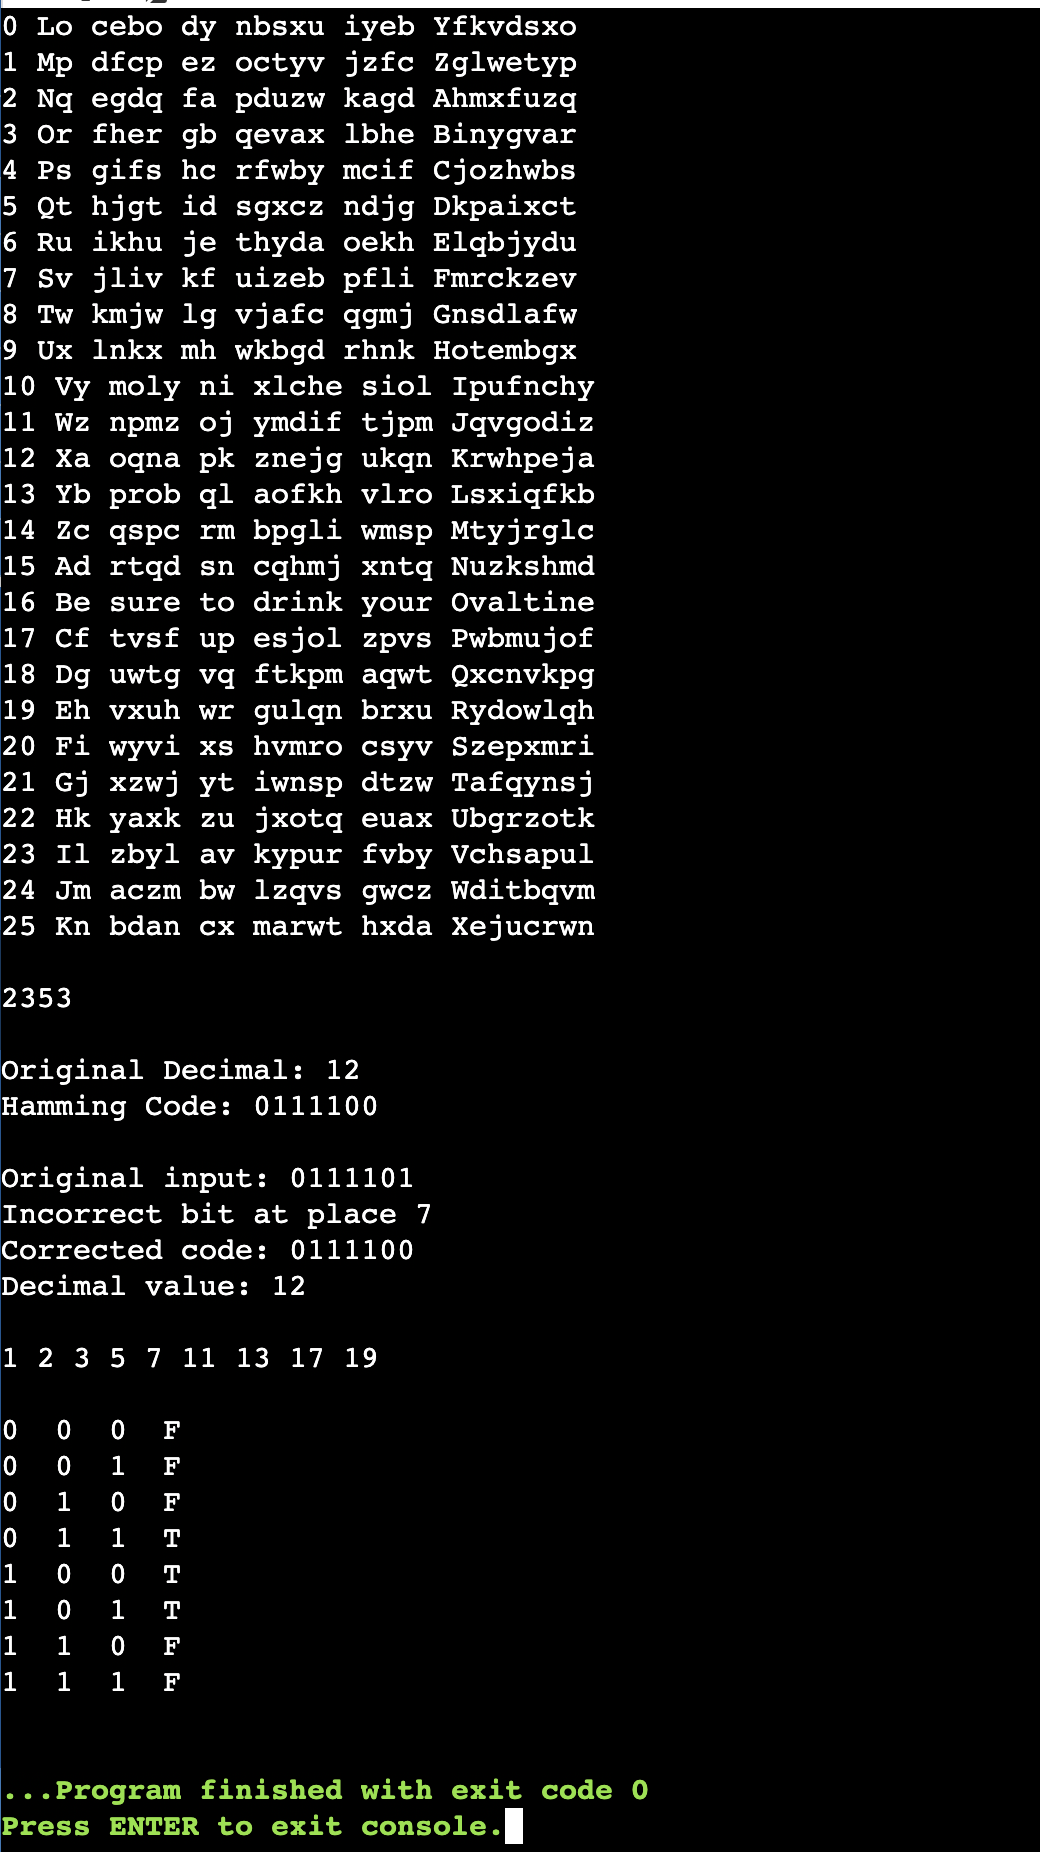 0 Lo cebo dy nbsxu iyeb Yfkvdsxo
1 Mp dfcp ez octyv jzfc Zglwetyp
2 Nq egdq fa pduzw kagd Ahmxfuzq
3 Or fher gb qevax lbhe Binygvar
4 Ps gifs hc rfwby mcif Cjozhwbs
5 Qt hjgt id sgxcz ndjg Dkpaixct
6 Ru ikhu je thyda oekh Elqbjydu
7 Sv jliv kf uizeb pfli Fmrckzev
8 Tw kmjw lg vjafc qgmj Gnsdlafw
9 Ux lnkx mh wkbgd rhnk Hotembgx
10 Vy moly ni xlche siol Ipufnchy
11 Wz npmz oj ymdif tjpm Jqvgodiz
12 Xa oqna pk znejg ukqn Krwhpeja
13 Yb prob ql aofkh vlro Lsxiqfkb
14 Zc qspc rm bpgli wmsp Mtyjrglc
15 Ad rtqd sn cqhmj xntq Nuzkshmd
16 Be sure to drink your Ovaltine
17 Cf tvsf up esjol zpvs Pwbmujof
18 Dg uwtg vq ftkpm aqwt Qxcnvkpg
19 Eh vxuh wr gulqn brxu Rydowlqh
20 Fi wyvi xs hvmro csyv Szepxmri
21 Gj xzwj yt iwnsp dtzw Tafqynsj
22 Hk yaxk zu jxotq euax Ubgrzotk
23 Il zbyl av kypur fvby Vchsapul
24 Jm aczm bw lzqvs gwcz Wditbqvm
25 Kn bdan cx marwt hxda Xejucrwn
2353
Original Decimal: 12
Hamming Code: 0111100
Original input: 0111101
Incorrect bit at place 7
Corrected code: 0111100
Decimal value: 12
1 2 3 5 7 11 13 17 19
0 0 0 F
0 0 1 F
0 1 0 F
0 1 1 T
1 0 0 T
1 0 1 T
1 1 0 F
1 1 1 F
...Program finished with exit code 0
Press ENTER to exit console.